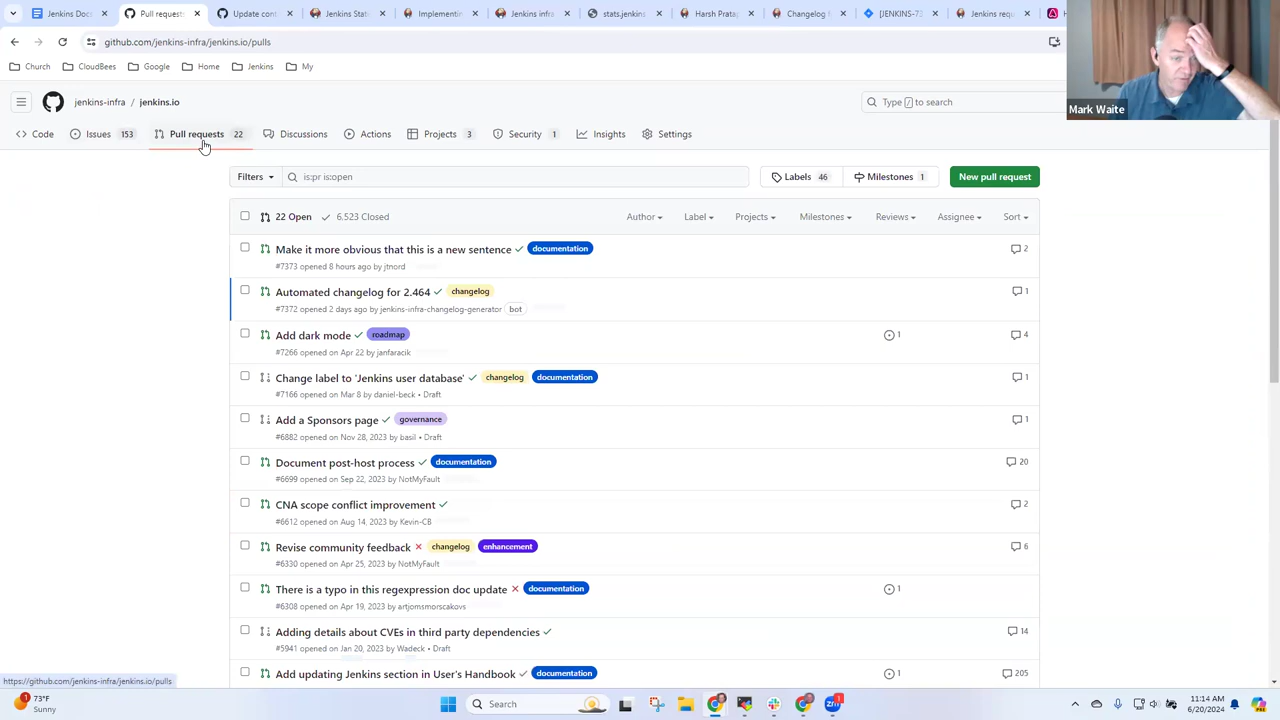 Jenkins Doc
Pull requests
Update cont
Jenkins Stat
Implementin
Jenkins infra
stats.jenkins
Harsh Prata
Changelog f
[JENKINS-73
Jenkins requ
github.com/jenkins-infra/jenkins.io/pulls
Church
CloudBees
Google
Home
Jenkins
My
Mark Waite
jenkins-infra / jenkins.io
Type / to search
Code
Issues 153
Pull requests 22
Discussions
Actions
Projects 3
Security 1
Insights
Settings
Filters
is:pr is:open
Labels 46
Milestones 1
New pull request
22 Open
6,523 Closed
Author
Label
Projects
Milestones
Reviews
Assignee
Sort
Make it more obvious that this is a new sentence documentation 2
#7373 opened 8 hours ago by jtnord
Automated changelog for 2.464 changelog 1
#7372 opened 2 days ago by jenkins-infra-changelog-generator bot
Add dark mode roadmap 1 4
#7266 opened on Apr 22 by janfaracik
Change label to 'Jenkins user database' changelog documentation 1
#7166 opened on Mar 8 by daniel-beck • Draft
Add a Sponsors page governance 1
#6882 opened on Nov 28, 2023 by basil • Draft
Document post-host process documentation 20
#6699 opened on Sep 22, 2023 by NotMyFault
CNA scope conflict improvement 2
#6612 opened on Aug 14, 2023 by Kevin-CB
Revise community feedback changelog enhancement 6
#6330 opened on Apr 25, 2023 by NotMyFault
There is a typo in this regexpression doc update documentation 1
#6308 opened on Apr 19, 2023 by artjomsmorscakovs
Adding details about CVEs in third party dependencies 14
#5941 opened on Jan 20, 2023 by Wadeck • Draft
Add updating Jenkins section in User's Handbook documentation 1 205
https://github.com/jenkins-infra/jenkins.io/pulls
73°F
Sunny
Search
zm
11:14 AM
6/20/2024